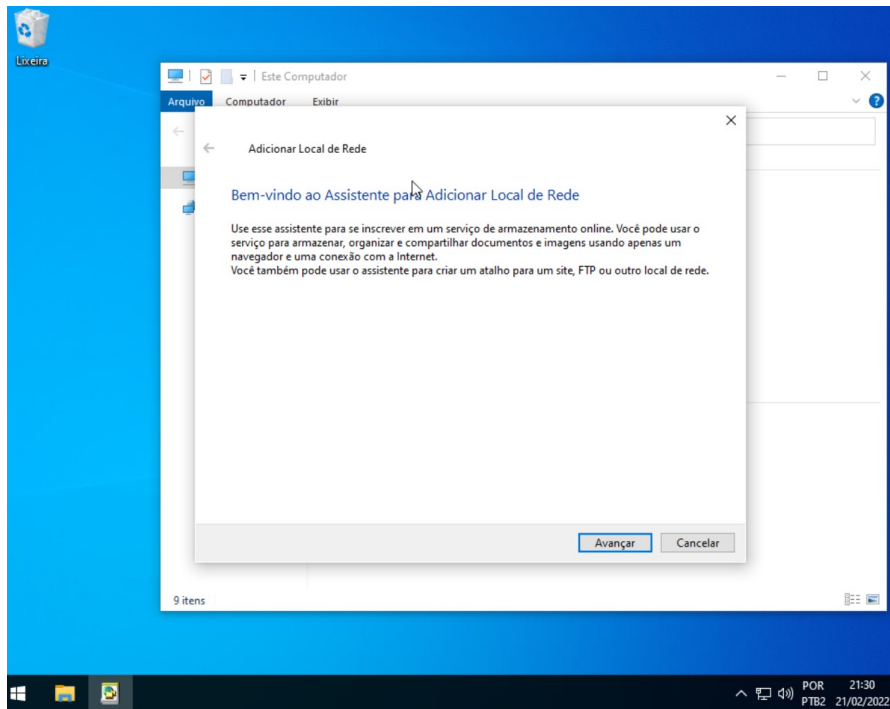 Lixeira
Este Computador
Arquivo Computador Exibir
Adicionar Local de Rede
Bem-vindo ao Assistente para Adicionar Local de Rede
Use esse assistente para se inscrever em um serviço de armazenamento online. Você pode usar o
serviço para armazenar, organizar e compartilhar documentos e imagens usando apenas um
navegador e uma conexão com a Internet.
Você também pode usar o assistente para criar um atalho para um site, FTP ou outro local de rede.
Avançar Cancelar
9 itens
POR 21:30
PTB2 21/02/2022